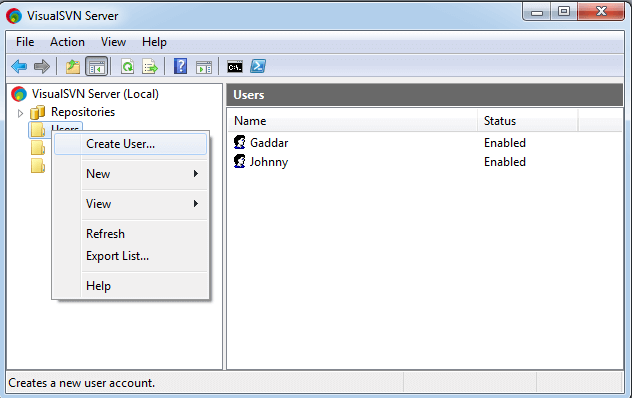 VisualSVN Server
File Action View Help
VisualSVN Server (Local)
Repositories
Users
Create User...
New
View
Refresh
Export List...
Help
Users
Name Status
Gaddar Enabled
Johnny Enabled
Creates a new user account.